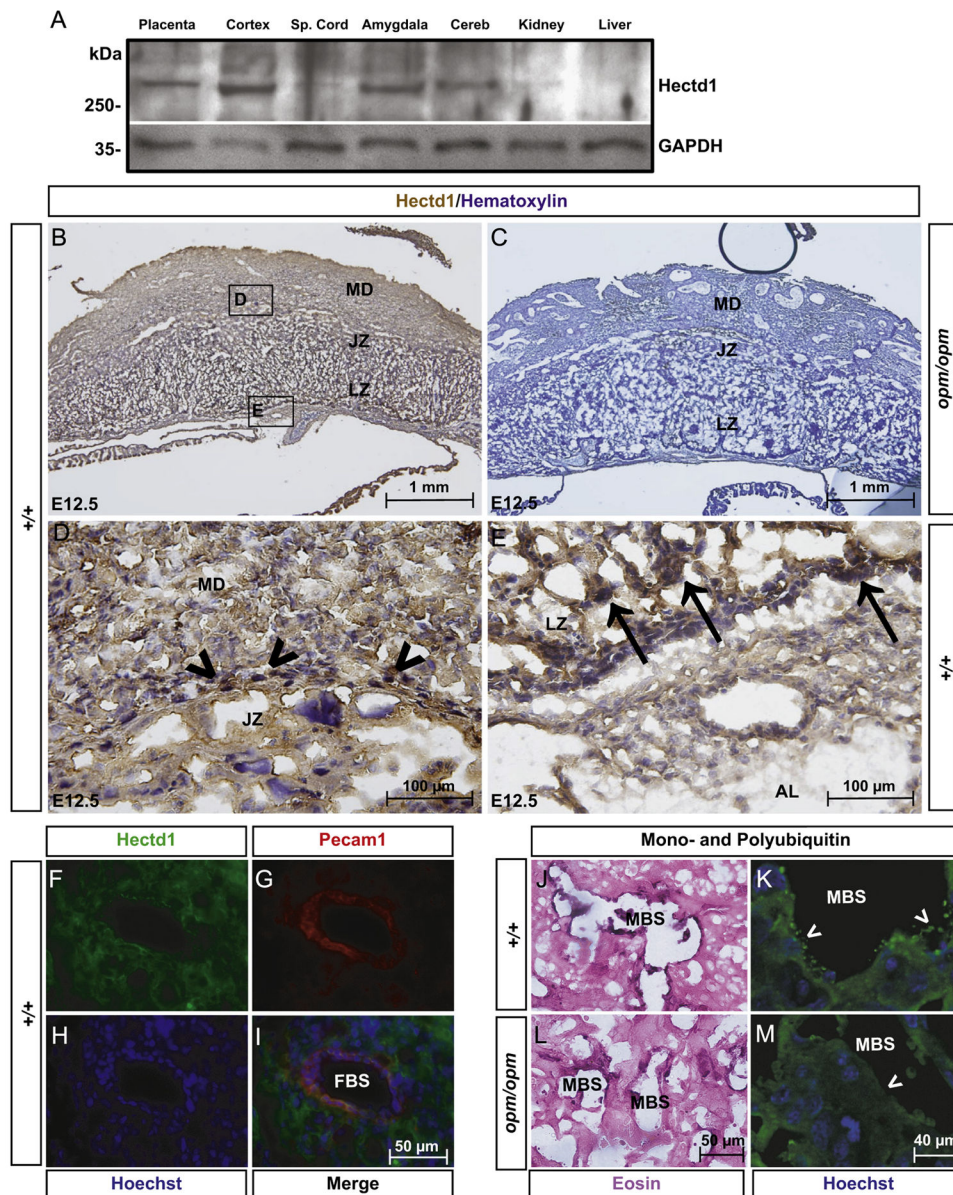 A
Placenta Cortex Sp. Cord Amygdala Cereb Kidney Liver
kDa
Hectd1
250-
35-
GAPDH
Hectd1/Hematoxylin
B
MD
D
JZ
LZ
E
E12.5
1 mm
C
MD
JZ
LZ
E12.5
1 mm
opm/opm
+/+
D
MD
JZ
E12.5
100 μm
E
LZ
AL
E12.5
100 μm
+/+
Hectd1
Pecam1
Mono- and Polyubiquitin
F
G
H
I
FBS
50 μm
+/+
Hoechst
Merge
+/+
J
MBS
K
MBS
opm/opm
L
MBS
MBS
50 μm
M
MBS
40 μm
Eosin
Hoechst